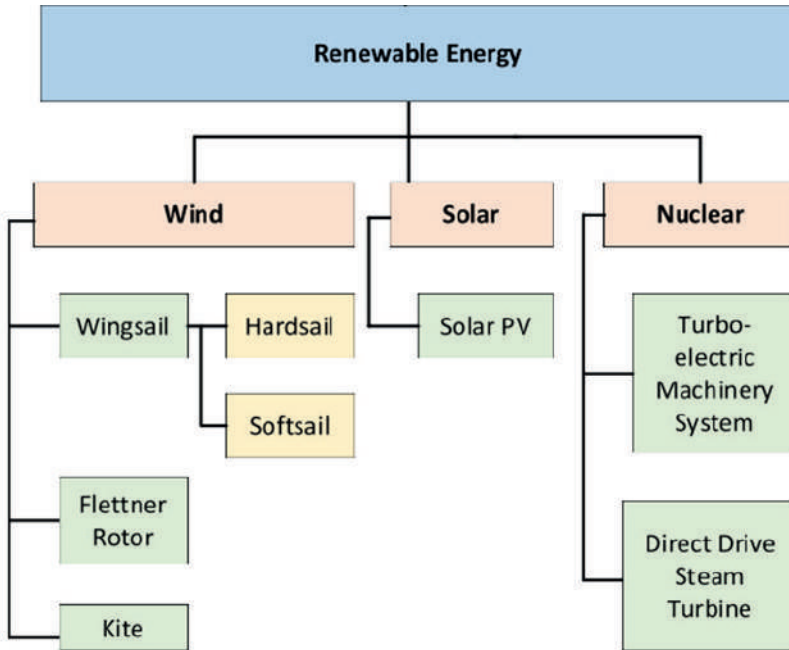 Renewable Energy
Wind
Solar
Nuclear
Wingsail
Hardsail
Softsail
Flettner
Rotor
Kite
Solar PV
Turbo-
electric
Machinery
System
Direct Drive
Steam
Turbine